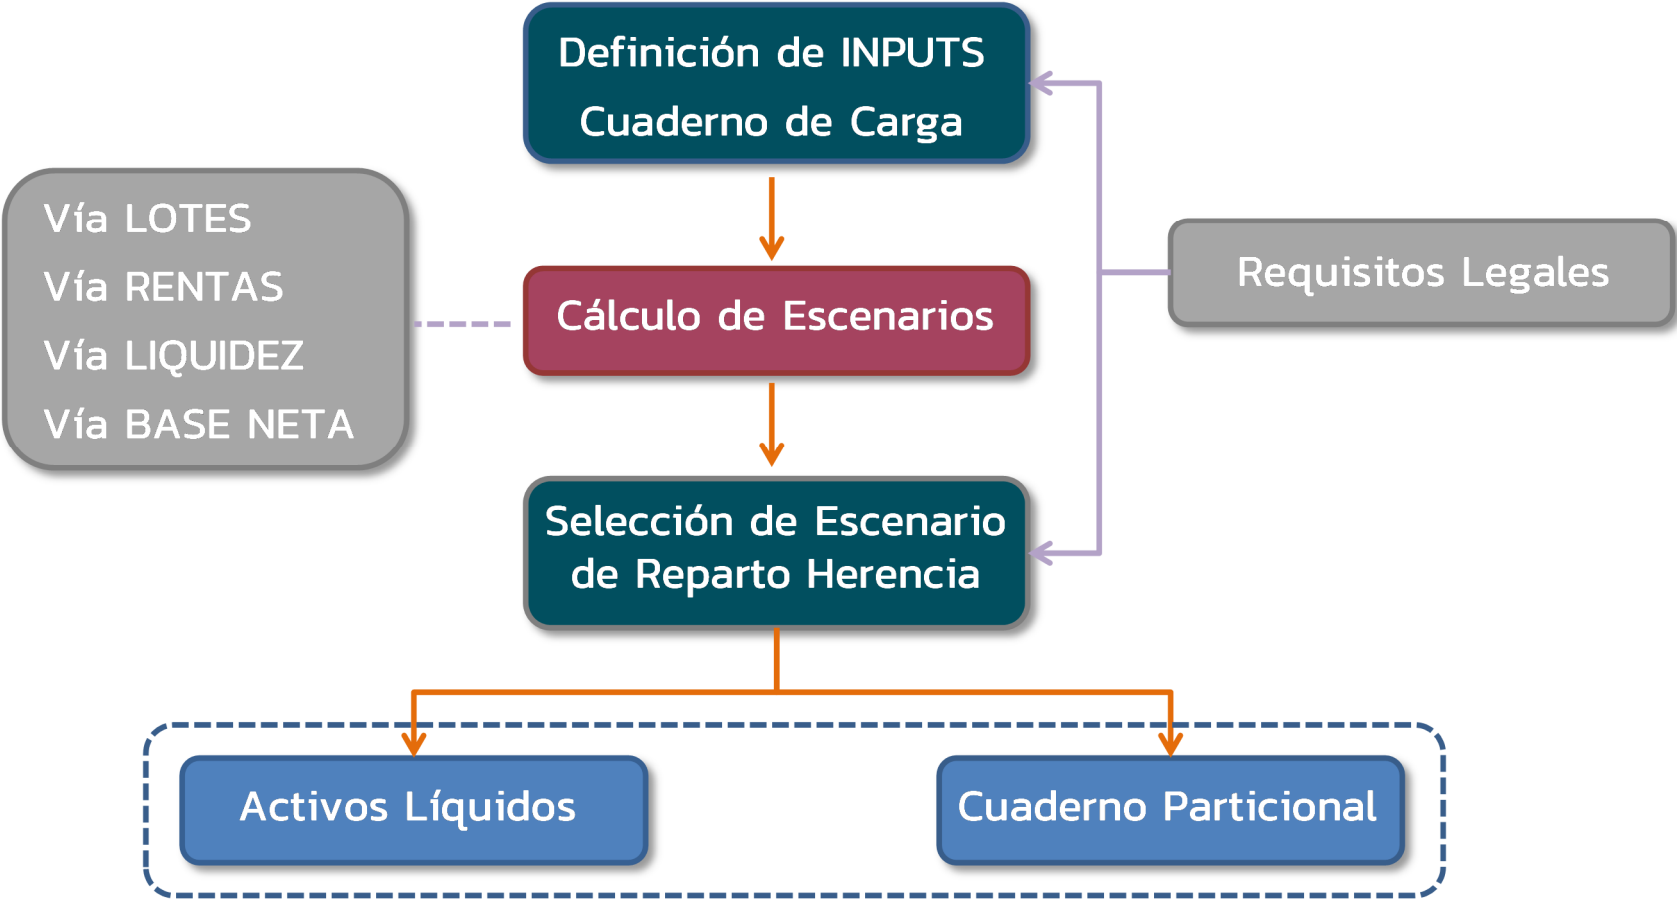 Definición de INPUTS
Cuaderno de Carga
Vía LOTES
Vía RENTAS
Vía LIQUIDEZ
Vía BASE NETA
Cálculo de Escenarios
Requisitos Legales
Selección de Escenario
de Reparto Herencia
Activos Líquidos
Cuaderno Particional